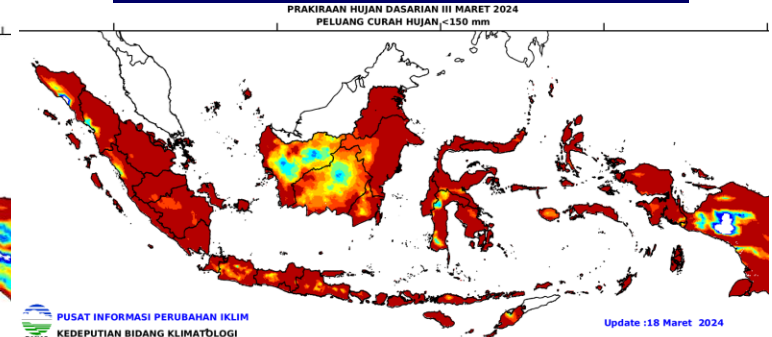 PRAKIRAAN HUJAN DASARIAN III MARET 2024
PELUANG CURAH HUJAN <150 mm
PUSAT INFORMASI PERUBAHAN IKLIM
KEDEPUTIAN BIDANG KLIMATOLOGI
Update :18 Maret 2024